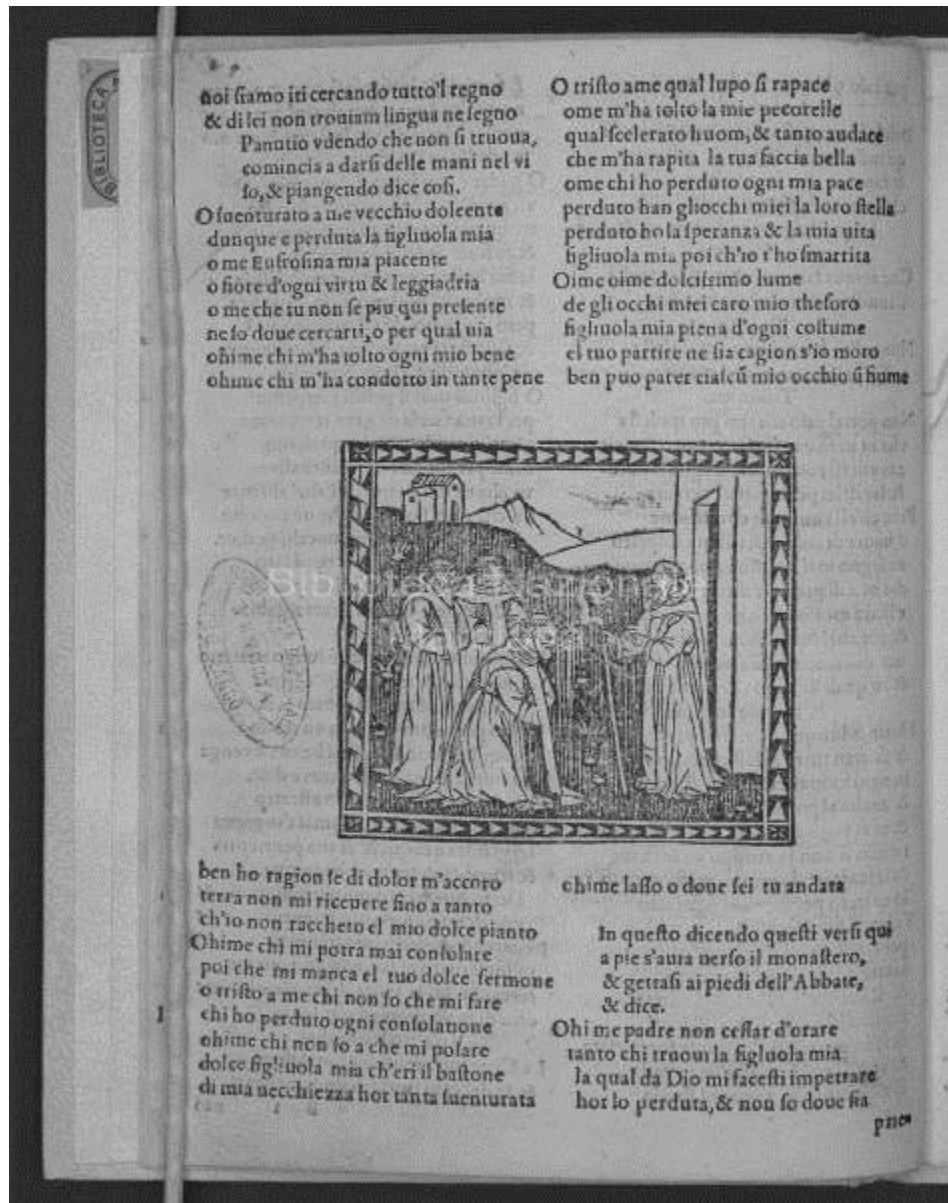 noi siamo iti cercando tutto'l regno
& di lei non trouiam lingua ne segno
Panutio vdendo che non si truoua,
comincia a darsi delle mani nel vi
so, & piangendo dice cosi.
O suenturato a me vecchio dolcente
dunque e perduta la figliuola mia
o me Eufrosina mia piacente
o fiore d'ogni virtu & leggiadria
o me che tu non se piu qui presente
ne so doue cercarti, o per qual uia
ohime chi m'ha tolto ogni mio bene
ohime chi m'ha condotto in tante pene
O tristo ame qual lupo si rapace
ome m'ha tolto la mie pecorelle
qual scelerato huom, & tanto audace
che m'ha rapita la tua faccia bella
ome chi ho perduto ogni mia pace
perduto han gliocchi miei la loro stella
perduto ho la speranza & la mia uita
figliuola mia poi ch'io t'ho smarrita
Oime oime dolcissimo lume
de gli occhi miei caro mio thesoro
figliuola mia piena d'ogni costume
el tuo partire ne sia cagion s'io moro
ben puo parer ciascũ mio occhio ũ fiume
Biblioteca Nazionale
ben ho ragion se di dolor m'accoro
terra non mi riceuere sino a tanto
ch'io non raccheto el mio dolce pianto
Ohime chi mi potra mai consolare
poi che mi manca el tuo dolce sermone
o tristo a me chi non so che mi fare
chi ho perduto ogni consolatione
ohime chi non so a che mi posare
dolce figliuola mia ch'eri il bastone
di mia uecchiezza hor tanta suenturata
ohime lasso o doue sei tu andata
In questo dicendo questi versi qui
a pie s'aura uerso il monastero,
& gettasi ai piedi dell'Abbate,
& dice.
Ohi me padre non cessar d'orare
tanto chi truoui la figluola mia
la qual da Dio mi facesti impetrare
hor lo perduta, & non so doue sia
BIBLIOTECA